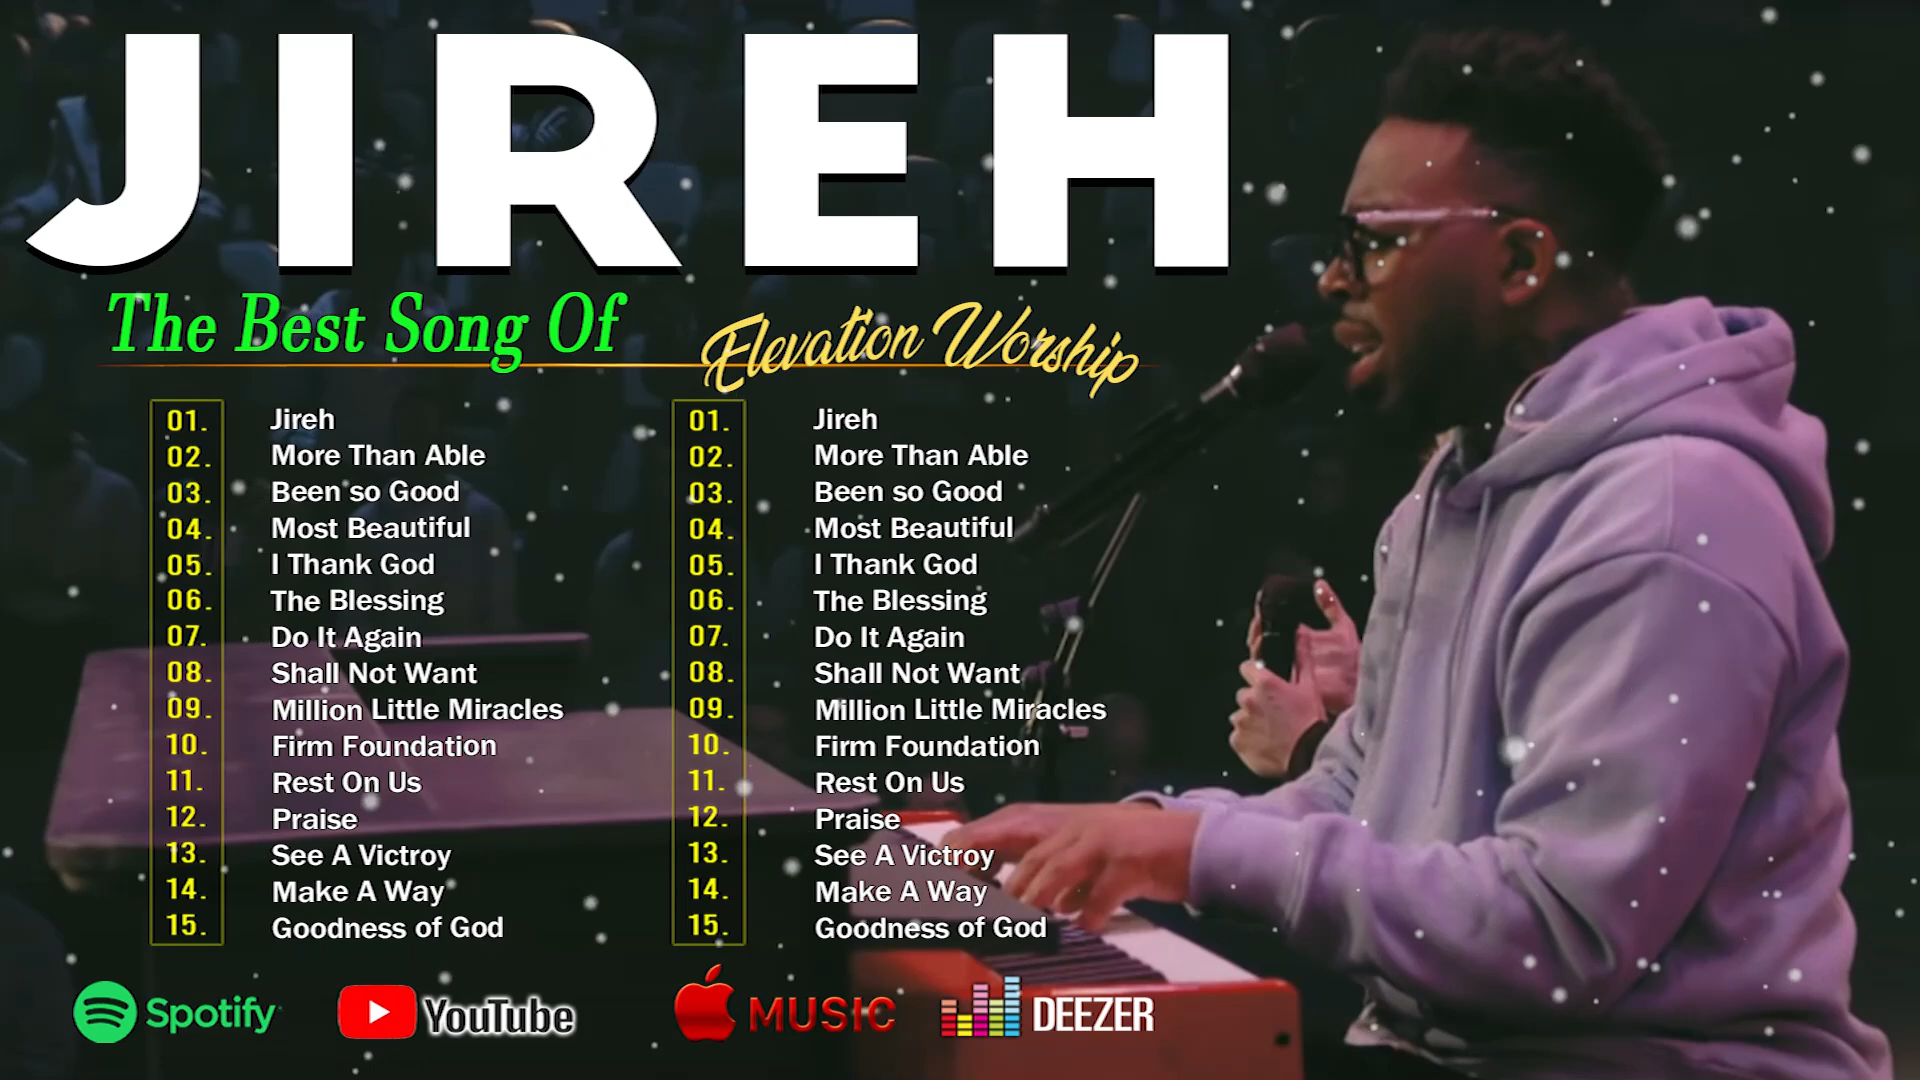 JIREH
The Best Song Of Elevation Worship
01. Jireh
02. More Than Able
03. Been so Good
04. Most Beautiful
05. I Thank God
06. The Blessing
07. Do It Again
08. Shall Not Want
09. Million Little Miracles
10. Firm Foundation
11. Rest On Us
12. Praise
13. See A Victroy
14. Make A Way
15. Goodness of God
01. Jireh
02. More Than Able
03. Been so Good
04. Most Beautiful
05. I Thank God
06. The Blessing
07. Do It Again
08. Shall Not Want
09. Million Little Miracles
10. Firm Foundation
11. Rest On Us
12. Praise
13. See A Victroy
14. Make A Way
15. Goodness of God
Spotify YouTube MUSIC DEEZER